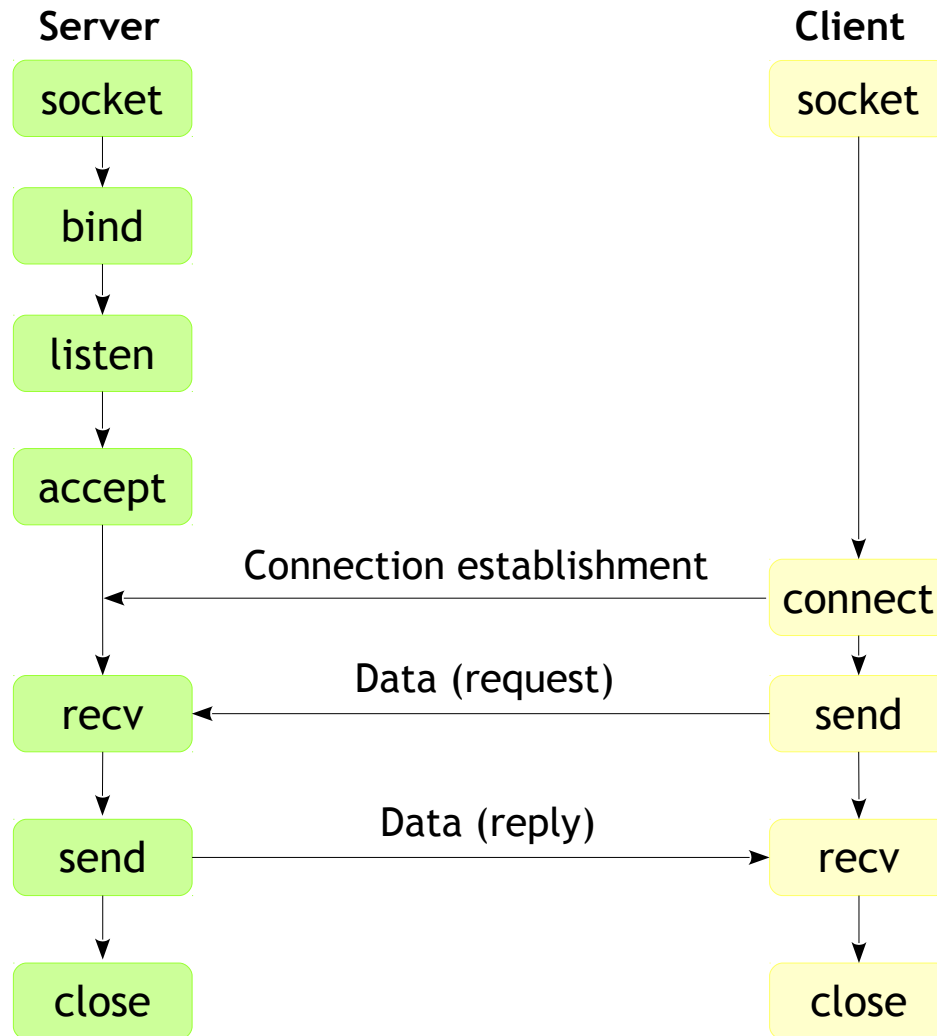 Server
Client
socket
socket
bind
listen
accept
Connection establishment
connect
Data (request)
recv
send
Data (reply)
send
recv
close
close